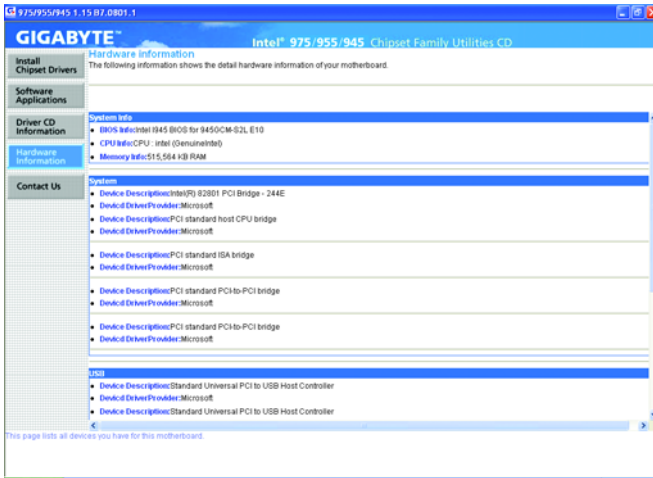 975/955/945 1.15 B7.0801.1
GIGABYTE™
Intel® 975/955/945 Chipset Family Utilities CD
Install
Chipset Drivers
Software
Applications
Driver CD
Information
Hardware
Information
Contact Us
Hardware Information
The following information shows the detail hardware information of your motherboard.
System Info
• BIOS Info:Intel I945 BIOS for 945GCM-S2L E10
• CPU Info:CPU : intel (GenuineIntel)
• Memory Info:515,564 KB RAM
System
• Device Description:Intel(R) 82801 PCI Bridge - 244E
• Devicd DriverProvider:Microsoft
• Device Description:PCI standard host CPU bridge
• Devicd DriverProvider:Microsoft
• Device Description:PCI standard ISA bridge
• Devicd DriverProvider:Microsoft
• Device Description:PCI standard PCI-to-PCI bridge
• Devicd DriverProvider:Microsoft
• Device Description:PCI standard PCI-to-PCI bridge
• Devicd DriverProvider:Microsoft
USB
• Device Description:Standard Universal PCI to USB Host Controller
• Devicd DriverProvider:Microsoft
• Device Description:Standard Universal PCI to USB Host Controller
This page lists all devices you have for this motherboard.